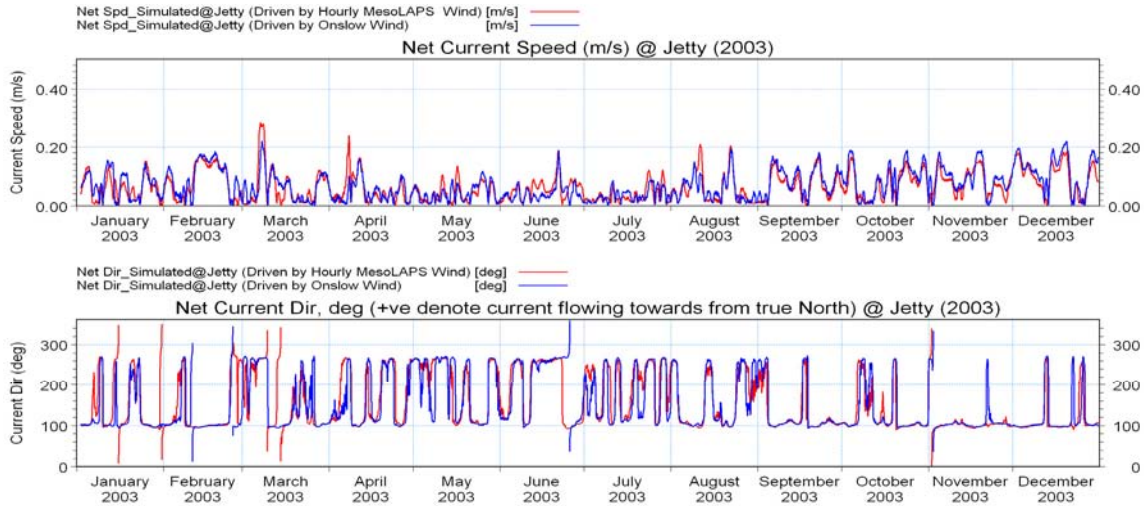 Net Spd_Simulated@Jetty (Driven by Hourly MesoLAPS Wind) [m/s]
Net Spd_Simulated@Jetty (Driven by Onslow Wind) [m/s]
Net Current Speed (m/s) @ Jetty (2003)
Current Speed (m/s)
0.40 0.40
0.20 0.20
0.00 0.00
January February March April May June July August September October November December
2003 2003 2003 2003 2003 2003 2003 2003 2003 2003 2003 2003
Net Dir_Simulated@Jetty (Driven by Hourly MesoLAPS Wind) [deg]
Net Dir_Simulated@Jetty (Driven by Onslow Wind) [deg]
Net Current Dir, deg (+ve denote current flowing towards from true North) @ Jetty (2003)
Current Dir (deg)
300 300
200 200
100 100
0 0
January February March April May June July August September October November December
2003 2003 2003 2003 2003 2003 2003 2003 2003 2003 2003 2003